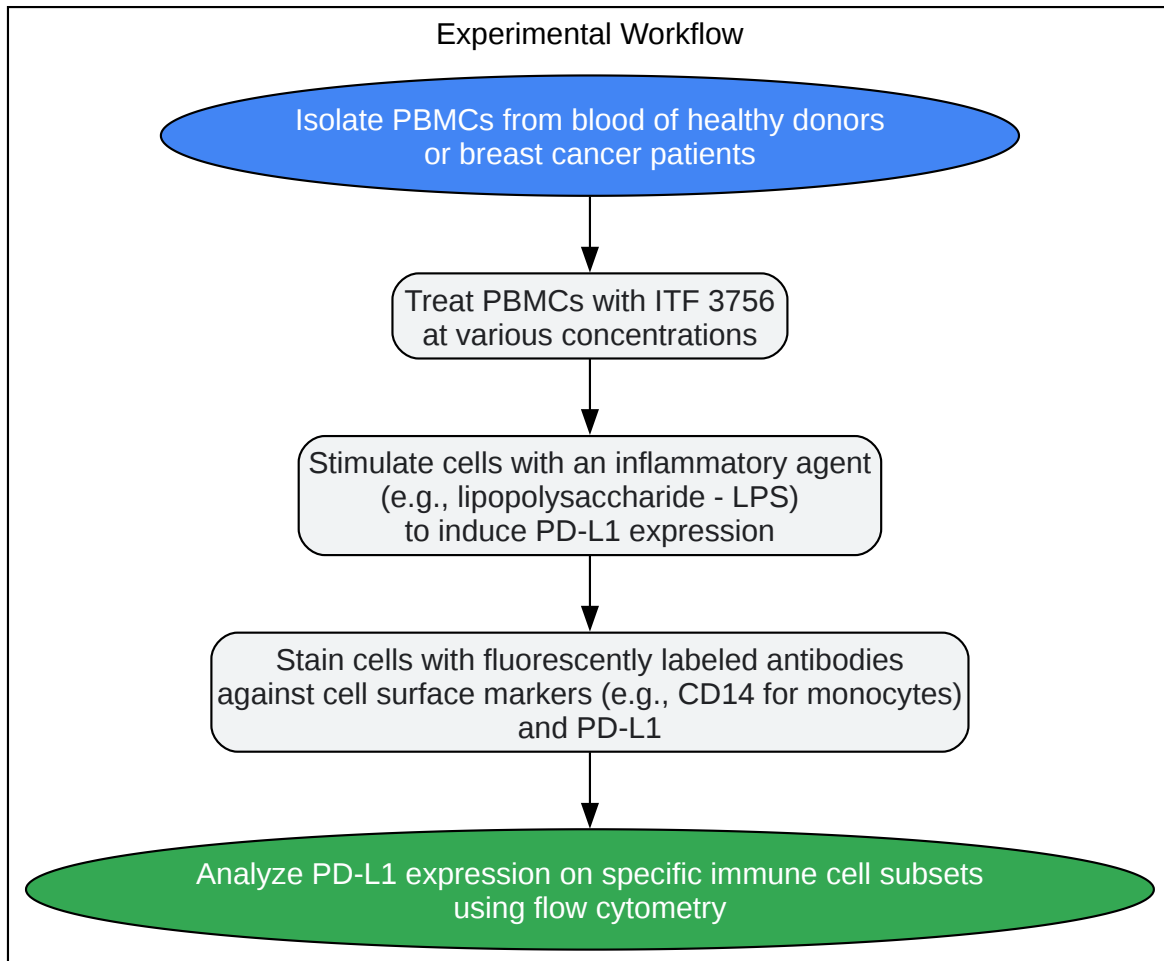 Experimental Workflow
Isolate PBMCs from blood of healthy donors
or breast cancer patients
Treat PBMCs with ITF 3756
at various concentrations
Stimulate cells with an inflammatory agent
(e.g., lipopolysaccharide - LPS)
to induce PD-L1 expression
Stain cells with fluorescently labeled antibodies
against cell surface markers (e.g., CD14 for monocytes)
and PD-L1
Analyze PD-L1 expression on specific immune cell subsets
using flow cytometry